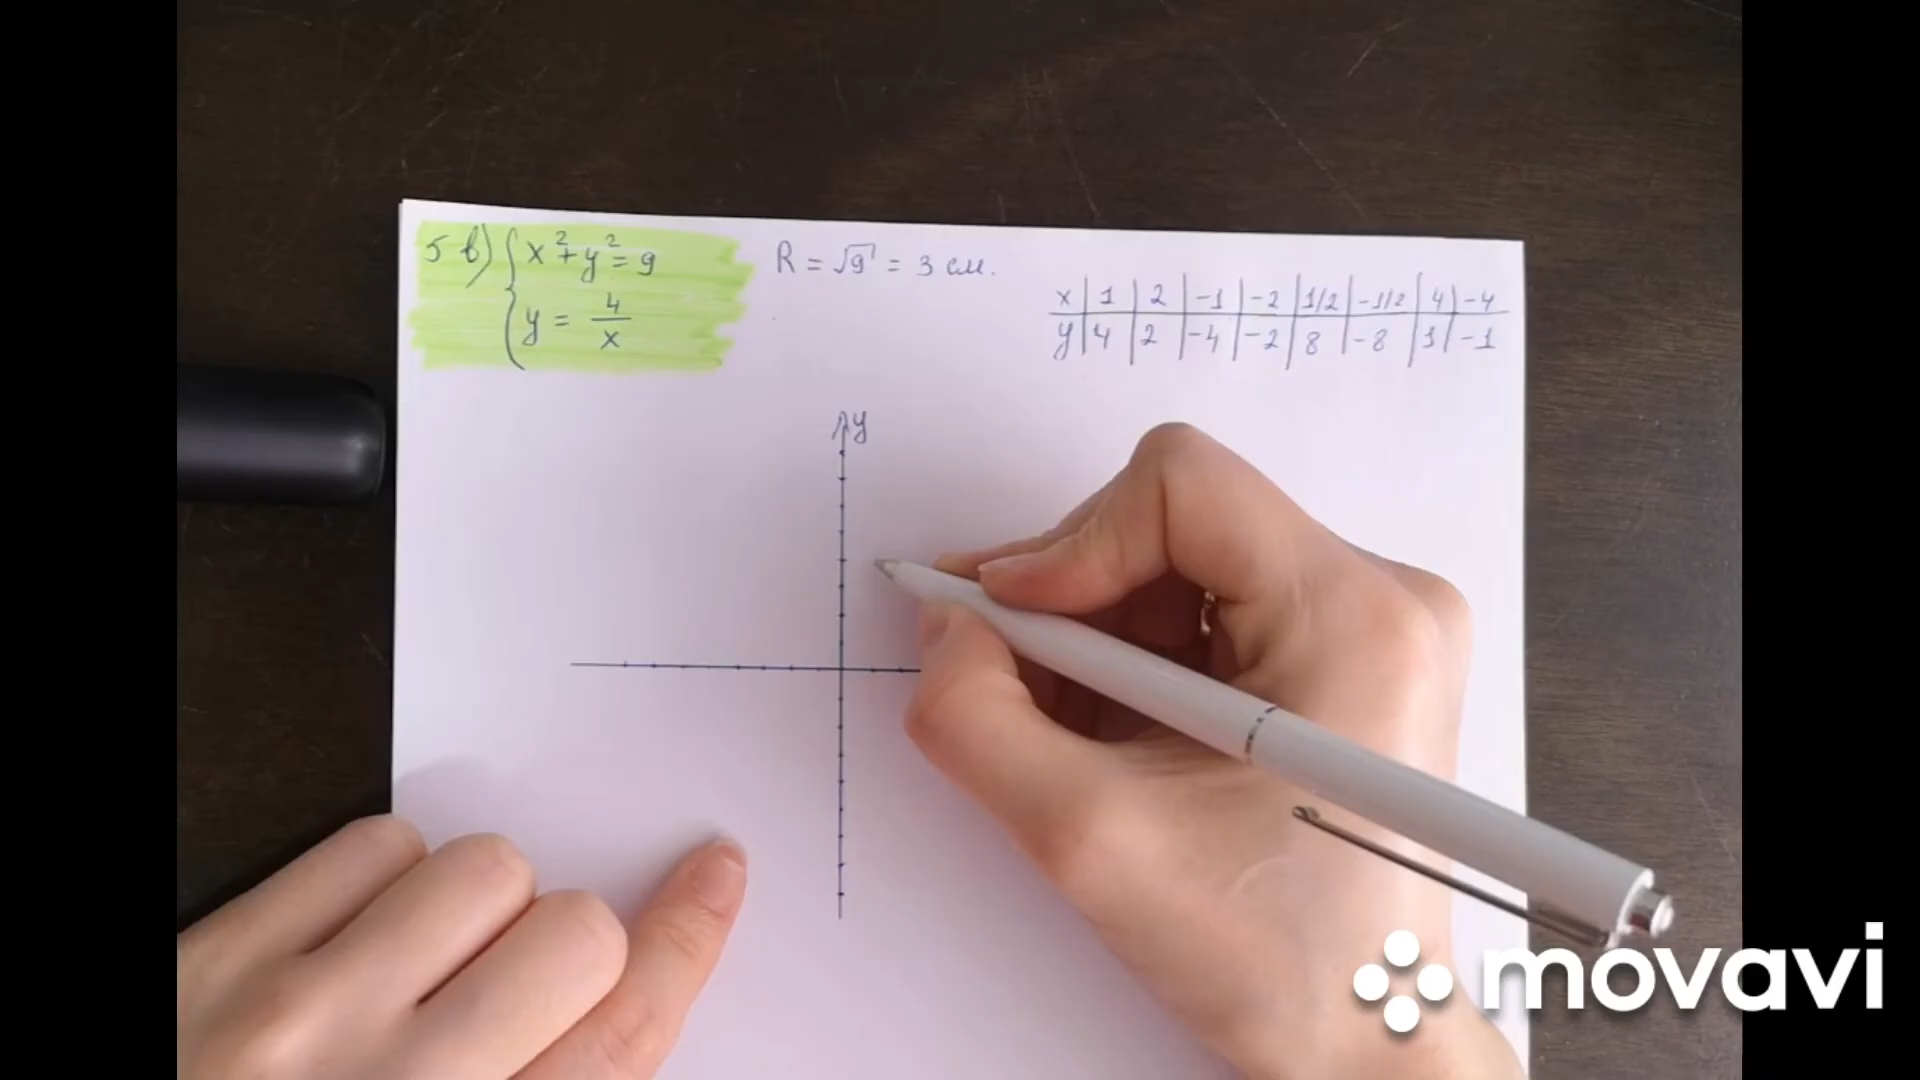 5 в) { x² + y² = 9
y = 4/x
R = √9 = 3 см.
x | 1 | 2 | -1 | -2 | 1/2 | -1/2 | 4 | -4
y | 4 | 2 | -4 | -2 | 8 | -8 | 1 | -1
y
movavi